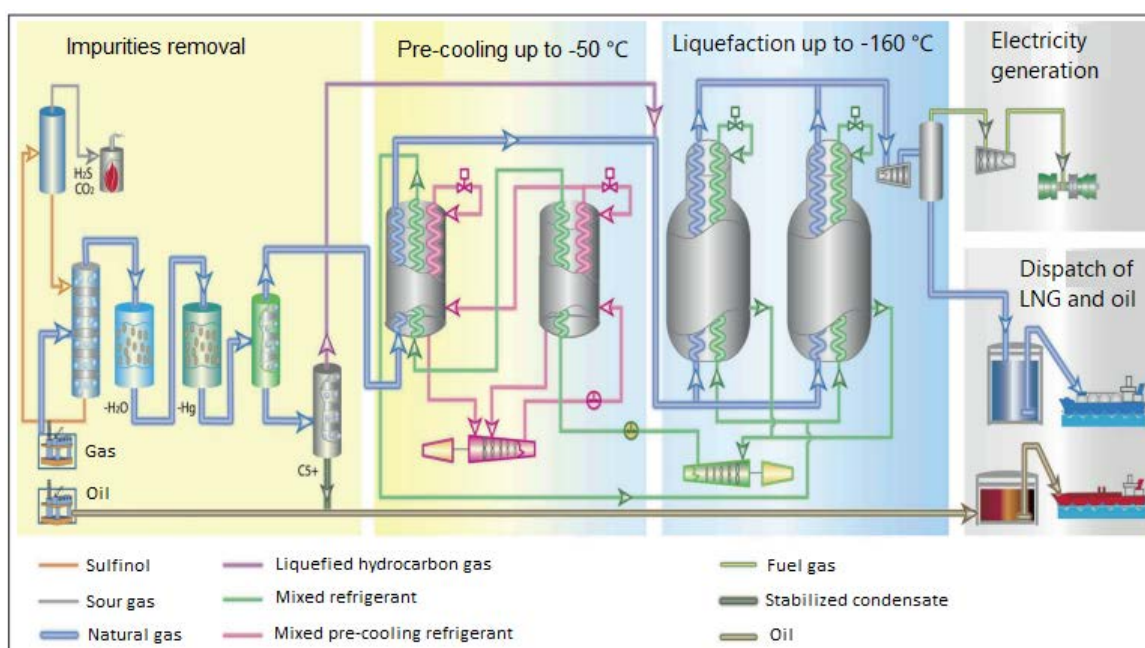 Impurities removal
Pre-cooling up to -50 °C
Liquefaction up to -160 °C
Electricity
generation
H₂S
CO₂
-H₂O
-Hg
Gas
C5+
Oil
Dispatch of
LNG and oil
Sulfinol
Sour gas
Natural gas
Liquefied hydrocarbon gas
Mixed refrigerant
Mixed pre-cooling refrigerant
Fuel gas
Stabilized condensate
Oil